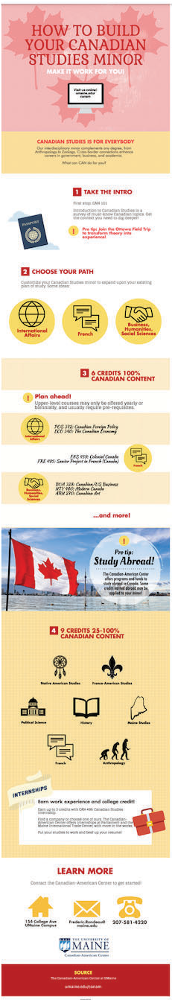 HOW TO BUILD
YOUR CANADIAN
STUDIES MINOR
MAKE IT WORK FOR YOU!
Visit us online!
umaine.edu/
canam
CANADIAN STUDIES IS FOR EVERYBODY
Our interdisciplinary minor complements any degree, from
Anthropology to Zoology. Cross-border connections enhance
careers in government, business, and academia.
What can CAN do for you?
1 TAKE THE INTRO
First stop: CAN 101
Introduction to Canadian Studies is a
survey of must-know Canadian topics. Get
the context you need to dig deeper!
PASSPORT
! Pro tip: Join the Ottawa Field Trip
to transform theory into
experience!
2 CHOOSE YOUR PATH
Customize your Canadian Studies minor to expand upon your existing
plan of study. Some ideas:
International
Affairs
French
Business,
Humanities,
Social Sciences
3 6 CREDITS 100%
CANADIAN CONTENT
! Plan ahead!
Upper-level courses may only be offered yearly or
biennially, and usually require pre-requisites.
International
Affairs
POS 372: Canadian Foreign Policy
ECO 340: The Canadian Economy
FAS 459: Colonial Canada
FRE 495: Senior Project in French (Canada)
French
Business,
Humanities,
Social
Sciences
BUA 328: Canadian/US Business
HTY 460: Modern Canada
ARH 270: Canadian Art
...and more!
!
Pro tip:
Study Abroad!
The Canadian-American Center
offers programs and funds to
study abroad in Canada. Some
credits earned abroad may be
applied to your minor!
4 9 CREDITS 25-100%
CANADIAN CONTENT
Native American Studies
Franco-American Studies
Political Science
History
Maine Studies
French
Anthropology
INTERNSHIPS
Earn work experience and college credit!
Earn up to 3 credits with CAN 499: Canadian Studies
Internship.
Find a company or choose one of ours. The Canadian-
American Center offers internships at Parliament and the
Maine International Trade Center, with more in the works.
Put your studies to work and beef up your resume!
LEARN MORE
Contact the Canadian-American Center to get started!
154 College Ave
UMaine Campus
Frederic.Rondeau@
maine.edu
207-581-4220
THE UNIVERSITY OF
MAINE
Canadian-American Center
SOURCE
The Canadian-American Center at UMaine
umaine.edu/canam